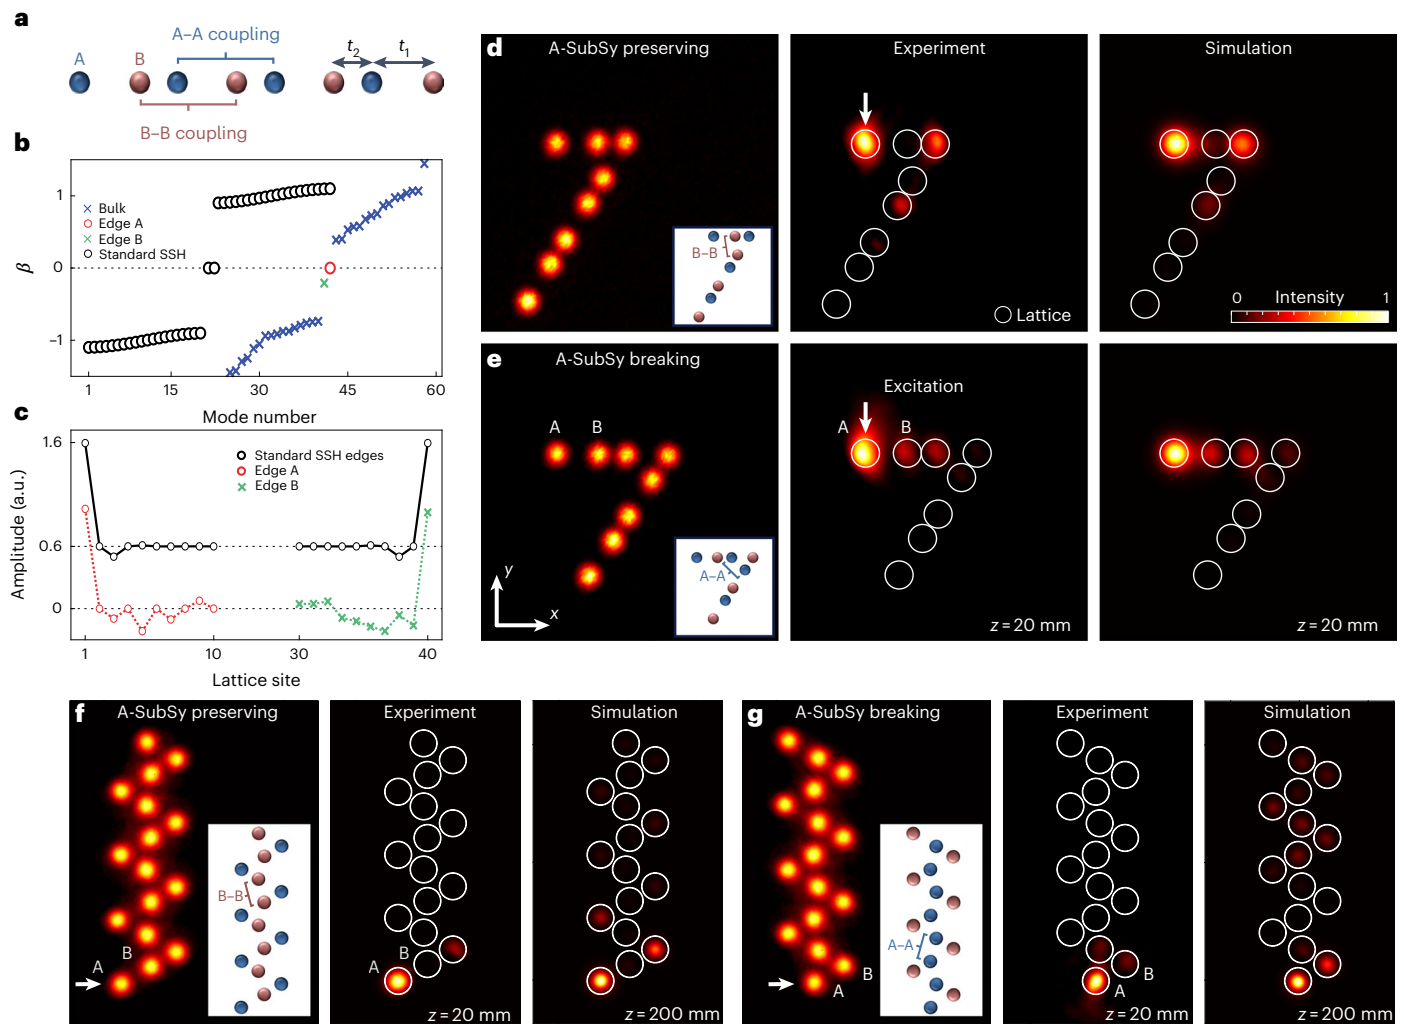 a
A–A coupling
A
B
t2
t1
B–B coupling
b
1
0
−1
β
× Bulk
○ Edge A
× Edge B
○ Standard SSH
1
15
30
45
60
Mode number
c
1.6
0.6
0
Amplitude (a.u.)
Standard SSH edges
Edge A
Edge B
1
10
30
40
Lattice site
d
A-SubSy preserving
B–B
Experiment
Lattice
Simulation
0 Intensity 1
e
A-SubSy breaking
A B
A–A
y
x
Excitation
A
B
z = 20 mm
z = 20 mm
f
A-SubSy preserving
B–B
B
A
Experiment
B
A
z = 20 mm
Simulation
z = 200 mm
g
A-SubSy breaking
A–A
B
A
Experiment
B
A
z = 20 mm
Simulation
z = 200 mm